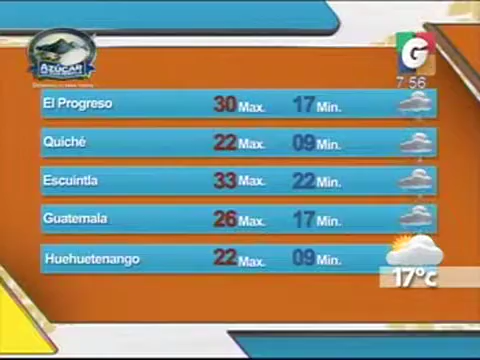 AZÚCAR
G
7:56
El Progreso 30 Max. 17 Min.
Quiché 22 Max. 09 Min.
Escuintla 33 Max. 22 Min.
Guatemala 26 Max. 17 Min.
Huehuetenango 22 Max. 09 Min.
17°c